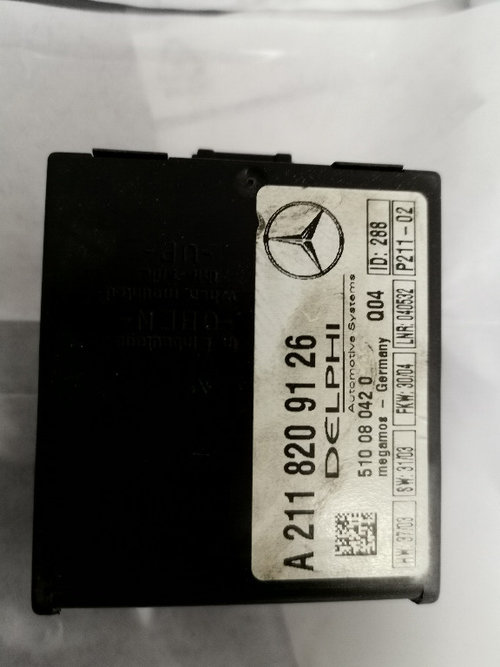 A 211 820 91 26
DELPHI
Automotive Systems
510 08 042 0 Q04
megamos - Germany
ID: 288
HW: 37/03 SW: 31/03 FKW: 30/04 LNR: 040532 P211-02